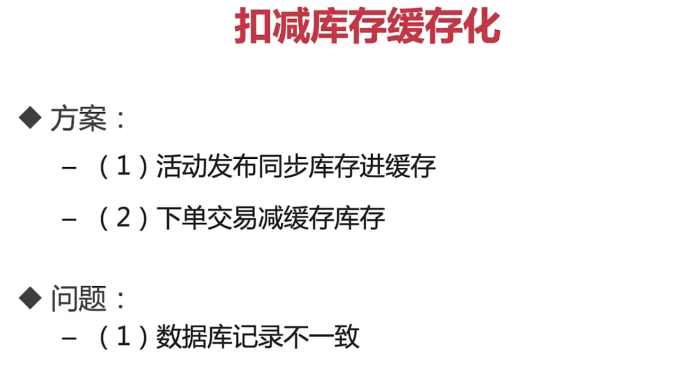 扣减库存缓存化
◆ 方案：
– （1）活动发布同步库存进缓存
– （2）下单交易减缓存库存
◆ 问题：
– （1）数据库记录不一致